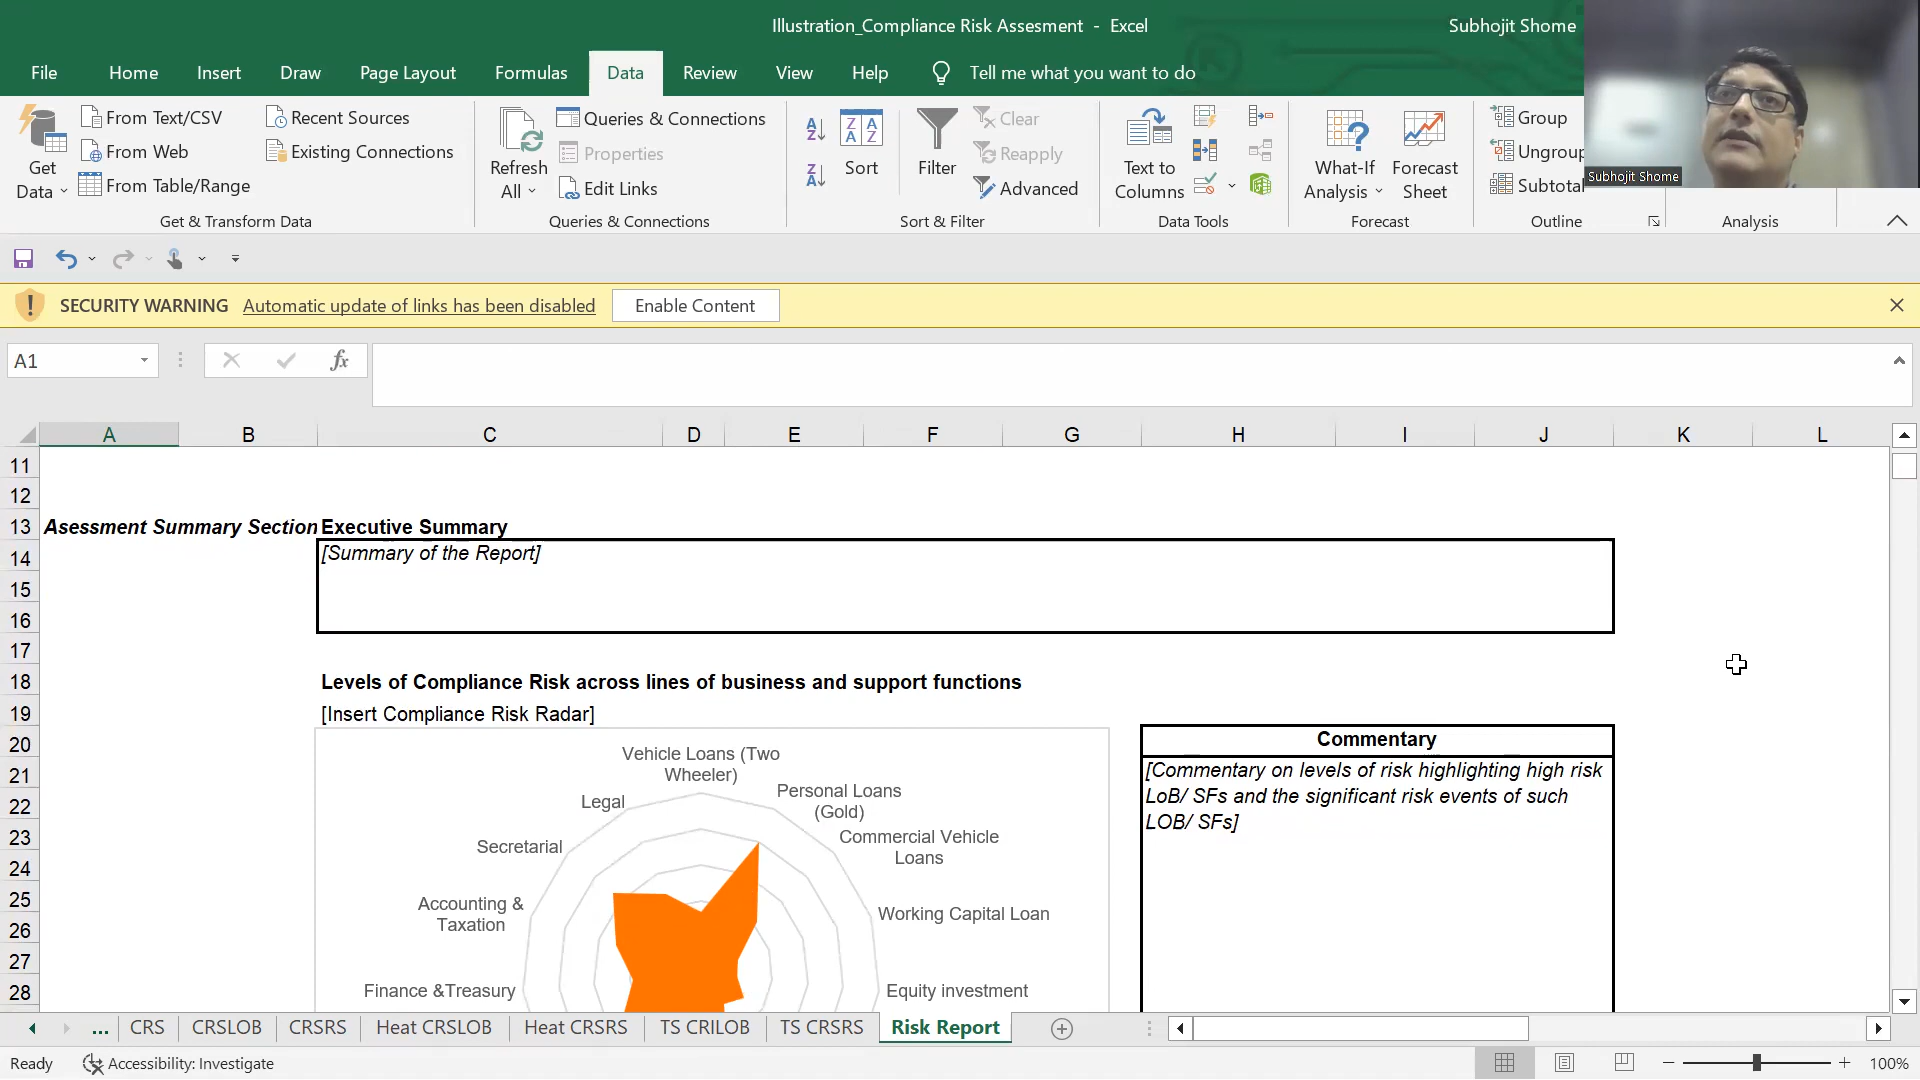 Illustration_Compliance Risk Assesment - Excel
Subhojit Shome
File Home Insert Draw Page Layout Formulas Data Review View Help Tell me what you want to do
Get Data
From Text/CSV
From Web
From Table/Range
Recent Sources
Existing Connections
Get & Transform Data
Refresh All
Queries & Connections
Properties
Edit Links
Queries & Connections
Sort
Filter
Clear
Reapply
Advanced
Sort & Filter
Text to Columns
Data Tools
What-If Analysis
Forecast Sheet
Forecast
Group
Ungroup
Subtotal
Outline
Analysis
Subhojit Shome
SECURITY WARNING Automatic update of links has been disabled Enable Content
A1
fx
A B C D E F G H I J K L
11
12
13 Asessment Summary Section Executive Summary
14 [Summary of the Report]
15
16
17
18 Levels of Compliance Risk across lines of business and support functions
19 [Insert Compliance Risk Radar]
20
21
22
23
24
25
26
27
28
Vehicle Loans (Two
Wheeler)
Personal Loans
(Gold)
Commercial Vehicle
Loans
Working Capital Loan
Equity investment
Legal
Secretarial
Accounting &
Taxation
Finance &Treasury
Commentary
[Commentary on levels of risk highlighting high risk
LoB/ SFs and the significant risk events of such
LOB/ SFs]
... CRS CRSLOB CRSRS Heat CRSLOB Heat CRSRS TS CRILOB TS CRSRS Risk Report
Ready Accessibility: Investigate 100%